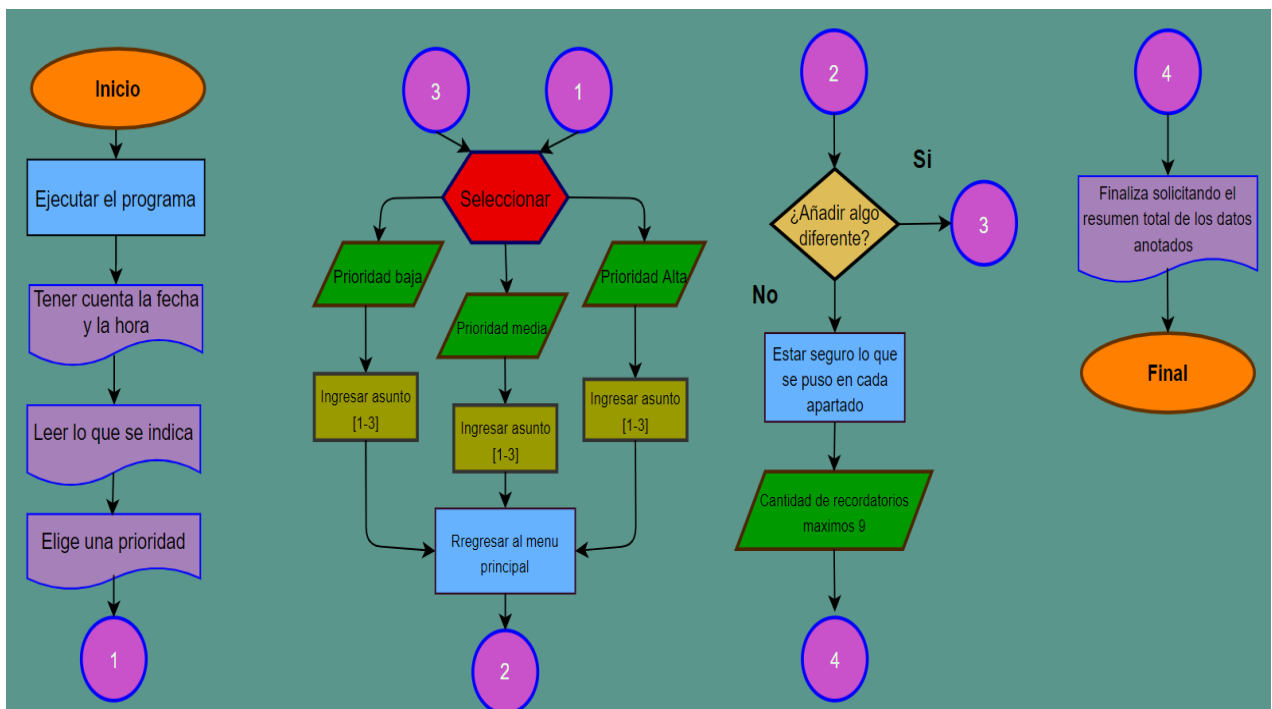 Inicio
Ejecutar el programa
Tener cuenta la fecha
y la hora
Leer lo que se indica
Elige una prioridad
1
3
1
Seleccionar
Prioridad baja
Prioridad media
Prioridad Alta
Ingresar asunto
[1-3]
Ingresar asunto
[1-3]
Ingresar asunto
[1-3]
Rregresar al menu
principal
2
2
¿Añadir algo
diferente?
Si
3
No
Estar seguro lo que
se puso en cada
apartado
Cantidad de recordatorios
maximos 9
4
4
Finaliza solicitando el
resumen total de los datos
anotados
Final